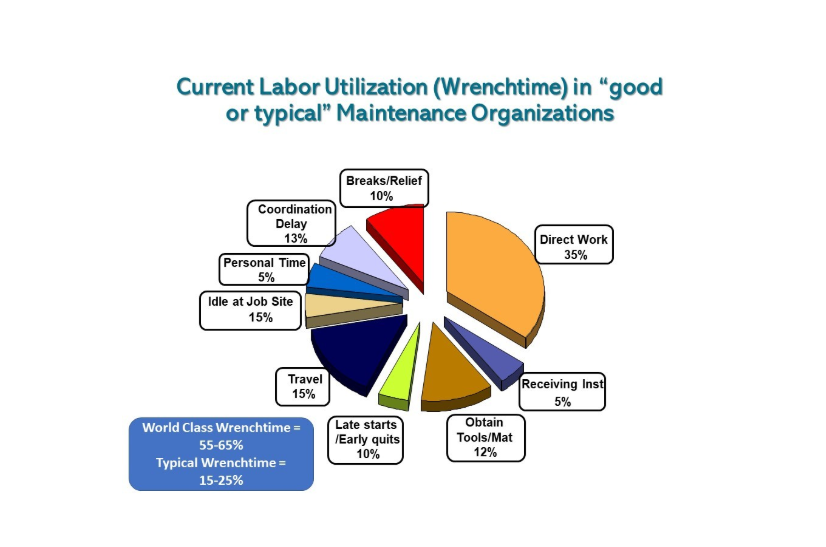 Current Labor Utilization (Wrenchtime) in “good
or typical” Maintenance Organizations
Breaks/Relief
10%
Coordination
Delay
13%
Direct Work
35%
Personal Time
5%
Idle at Job Site
15%
Travel
15%
Receiving Inst
5%
Late starts
/Early quits
10%
Obtain
Tools/Mat
12%
World Class Wrenchtime =
55-65%
Typical Wrenchtime =
15-25%